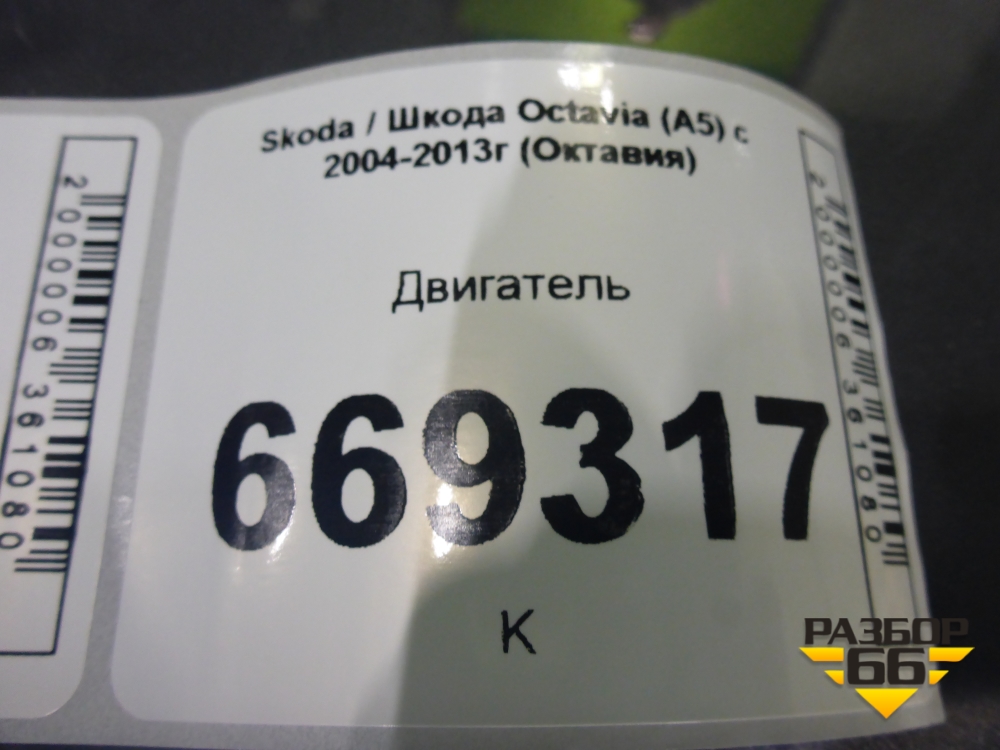 Skoda / Шкода Octavia (A5) с
2004-2013г (Октавия)
Двигатель
669317
К
2000006361080
2000006361080
РАЗБОР
66